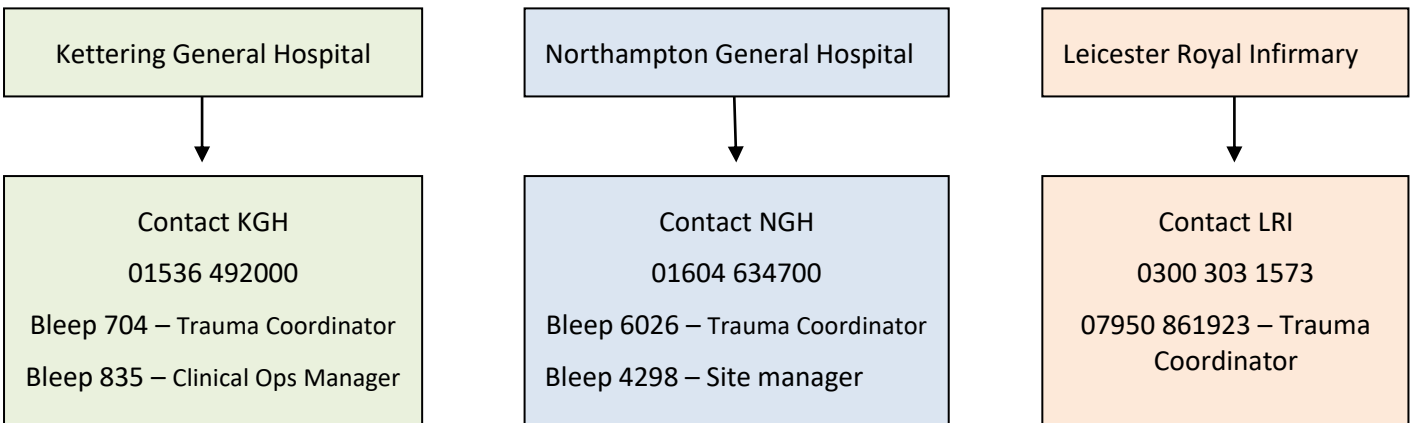 Kettering General Hospital
Northampton General Hospital
Leicester Royal Infirmary
Contact KGH
01536 492000
Bleep 704 – Trauma Coordinator
Bleep 835 – Clinical Ops Manager
Contact NGH
01604 634700
Bleep 6026 – Trauma Coordinator
Bleep 4298 – Site manager
Contact LRI
0300 303 1573
07950 861923 – Trauma
Coordinator